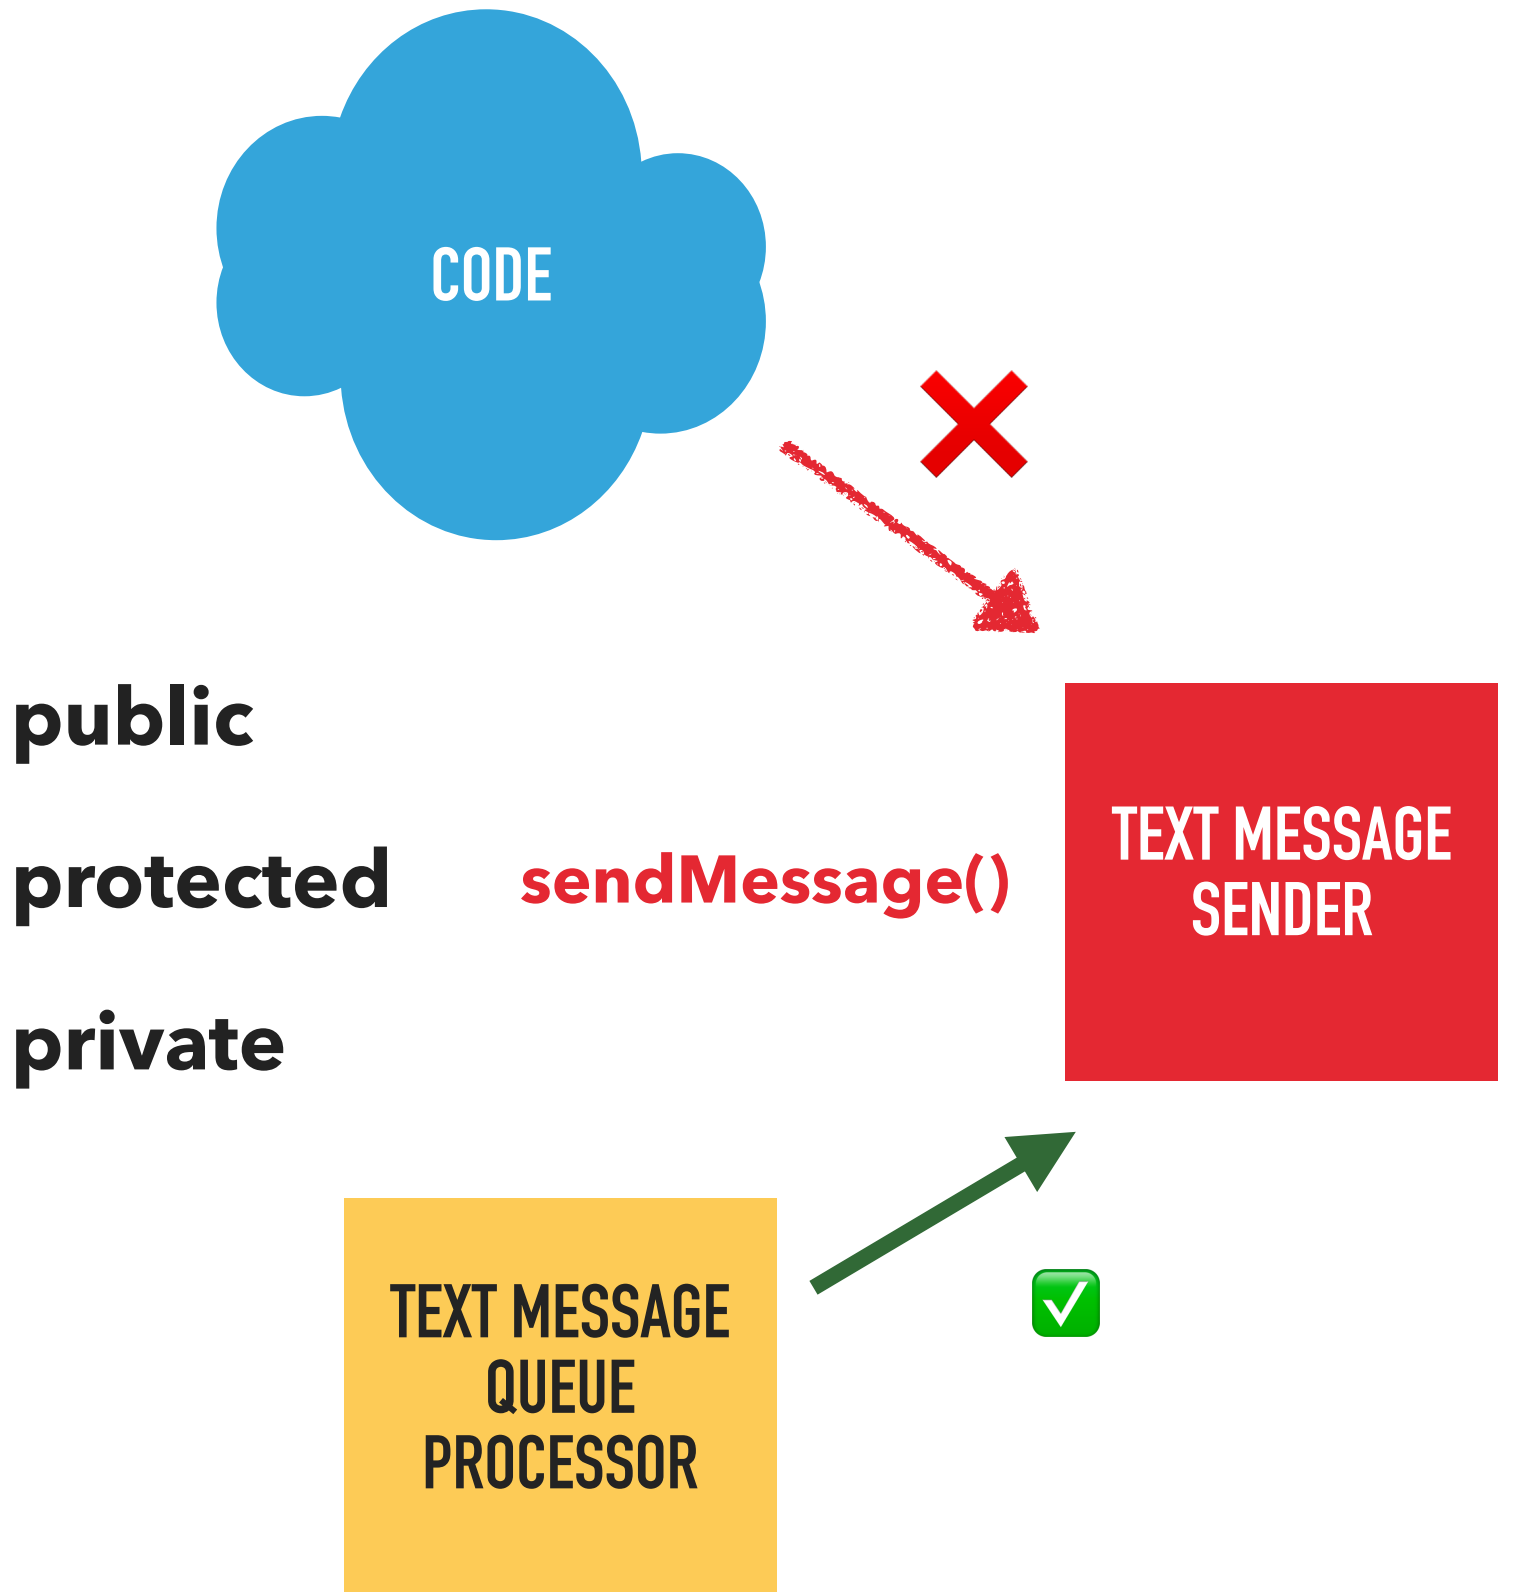 CODE
public
protected
sendMessage()
private
TEXT MESSAGE
SENDER
TEXT MESSAGE
QUEUE
PROCESSOR